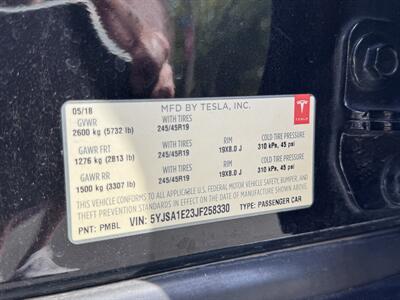 05/18 MFD BY TESLA, INC.
GVWR WITH TIRES
2600 kg (5732 lb) 245/45R19 RIM COLD TIRE PRESSURE
GAWR FRT WITH TIRES 19X8.0 J 310 kPa, 45 psi
1276 kg (2813 lb) 245/45R19 RIM COLD TIRE PRESSURE
GAWR RR WITH TIRES 19X8.0 J 310 kPa, 45 psi
1500 kg (3307 lb) 245/45R19
THIS VEHICLE CONFORMS TO ALL APPLICABLE U.S. FEDERAL MOTOR VEHICLE SAFETY, BUMPER, AND
THEFT PREVENTION STANDARDS IN EFFECT ON THE DATE OF MANUFACTURE SHOWN ABOVE.
PNT: PMBL VIN: 5YJSA1E23JF258330 TYPE: PASSENGER CAR
TESLA